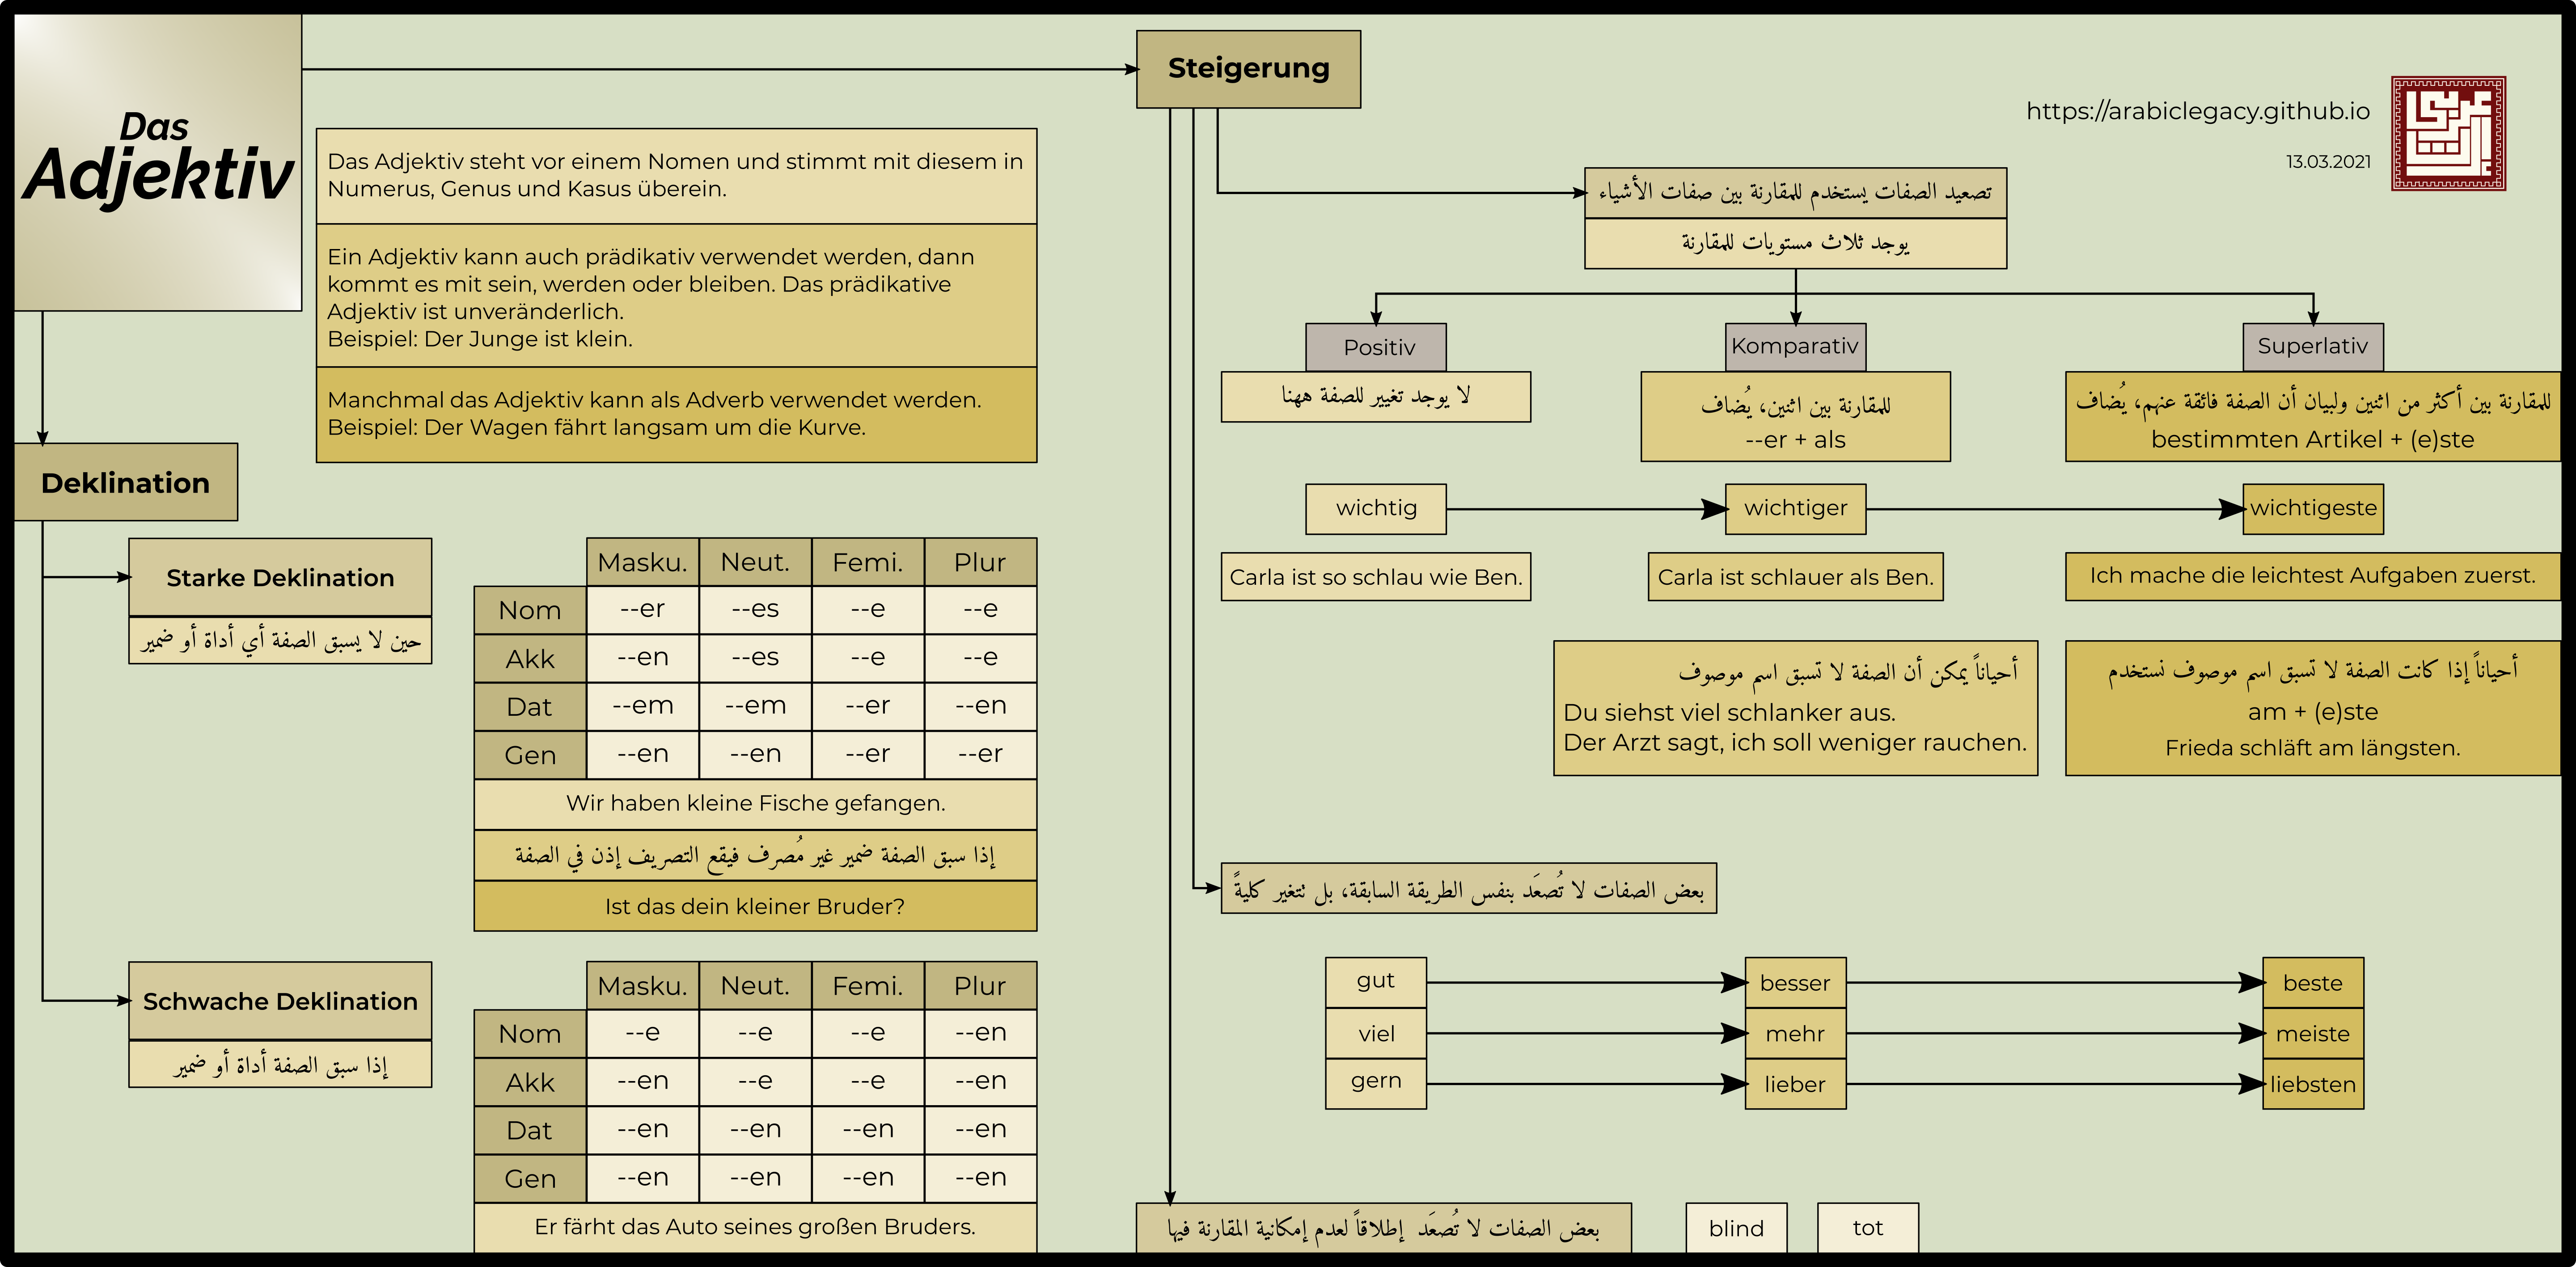 Das
Adjektiv
Das Adjektiv steht vor einem Nomen und stimmt mit diesem in
Numerus, Genus und Kasus überein.
Ein Adjektiv kann auch prädikativ verwendet werden, dann
kommt es mit sein, werden oder bleiben. Das prädikative
Adjektiv ist unveränderlich.
Beispiel: Der Junge ist klein.
Manchmal das Adjektiv kann als Adverb verwendet werden.
Beispiel: Der Wagen fährt langsam um die Kurve.
Deklination
Starke Deklination
حين لا يسبق الصفة أي أداة أو ضمير
Masku. Neut. Femi. Plur
Nom --er --es --e --e
Akk --en --es --e --e
Dat --em --em --er --en
Gen --en --en --er --er
Wir haben kleine Fische gefangen.
إذا سبق الصفة ضمير غير مُصرف فيقع التصريف إذن في الصفة
Ist das dein kleiner Bruder?
Schwache Deklination
إذا سبق الصفة أداة أو ضمير
Masku. Neut. Femi. Plur
Nom --e --e --e --en
Akk --en --e --e --en
Dat --en --en --en --en
Gen --en --en --en --en
Er färht das Auto seines großen Bruders.
Steigerung
https://arabiclegacy.github.io
13.03.2021
تصعيد الصفات يستخدم للمقارنة بين صفات الأشياء
يوجد ثلاث مستويات للمقارنة
Positiv
لا يوجد تغيير للصفة ههنا
Komparativ
للمقارنة بين اثنين، يُضاف
--er + als
Superlativ
للمقارنة بين أكثر من اثنين ولبيان أن الصفة فائقة عنهم، يُضاف
bestimmten Artikel + (e)ste
wichtig wichtiger wichtigeste
Carla ist so schlau wie Ben.
Carla ist schlauer als Ben.
Ich mache die leichtest Aufgaben zuerst.
أحياناً يمكن أن الصفة لا تسبق اسم موصوف
Du siehst viel schlanker aus.
Der Arzt sagt, ich soll weniger rauchen.
أحياناً إذا كانت الصفة لا تسبق اسم موصوف نستخدم
am + (e)ste
Frieda schläft am längsten.
بعض الصفات لا تُصعَد بنفس الطريقة السابقة، بل تتغير كليةً
gut besser beste
viel mehr meiste
gern lieber liebsten
بعض الصفات لا تُصعَد إطلاقاً لعدم إمكانية المقارنة فيها
blind tot